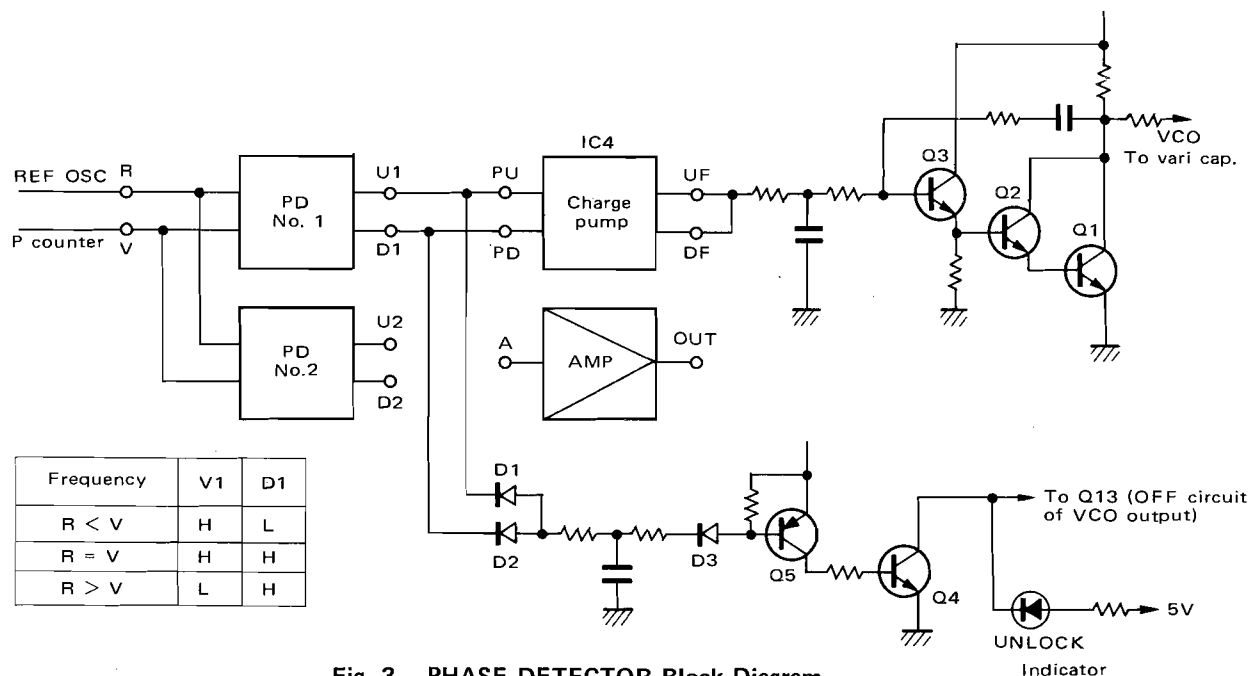 REF OSC
R
P counter
V
PD
No. 1
U1
D1
PD
No.2
U2
D2
PU
PD
IC4
Charge
pump
UF
DF
A
AMP
OUT
Q3
Q2
Q1
VCO
To vari cap.
Frequency V1 D1
R < V H L
R = V H H
R > V L H
D1
D2
D3
Q5
Q4
To Q13 (OFF circuit
of VCO output)
5V
UNLOCK
Indicator